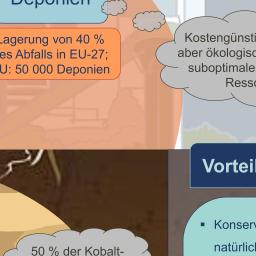 Deponien
Lagerung von 40 %
es Abfalls in EU-27;
U: 50 000 Deponien
Kostengünsti
aber ökologisc
suboptimale
Resso
Vorteil
▪ Konserv
natürlich
50 % der Kobalt-